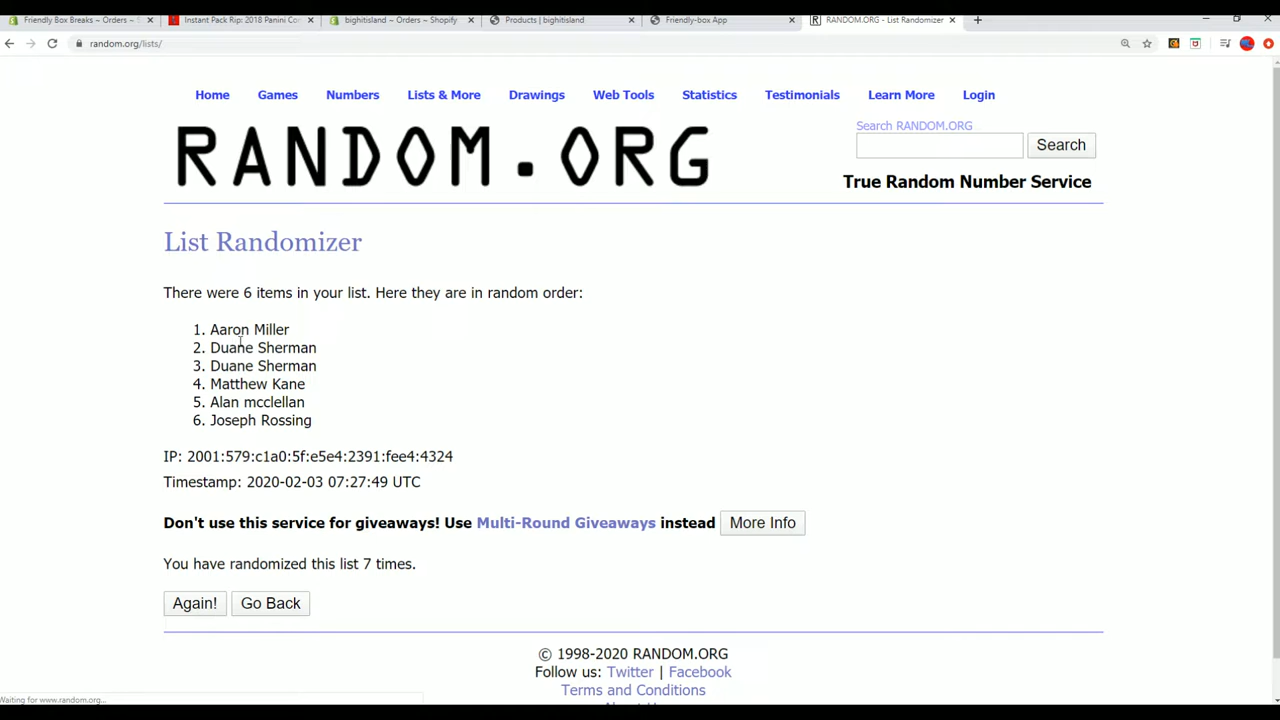 Friendly Box Breaks ~ Orders ~ S
Instant Pack Rip: 2018 Panini Co
bighitisland ~ Orders ~ Shopify
Products | bighitisland
Friendly-box App
RANDOM.ORG - List Randomizer
random.org/lists/
Home Games Numbers Lists & More Drawings Web Tools Statistics Testimonials Learn More Login
RANDOM.ORG
Search RANDOM.ORG
Search
True Random Number Service
List Randomizer
There were 6 items in your list. Here they are in random order:
1. Aaron Miller
2. Duane Sherman
3. Duane Sherman
4. Matthew Kane
5. Alan mcclellan
6. Joseph Rossing
IP: 2001:579:c1a0:5f:e5e4:2391:fee4:4324
Timestamp: 2020-02-03 07:27:49 UTC
Don't use this service for giveaways! Use Multi-Round Giveaways instead More Info
You have randomized this list 7 times.
Again! Go Back
© 1998-2020 RANDOM.ORG
Follow us: Twitter | Facebook
Terms and Conditions
Waiting for www.random.org...